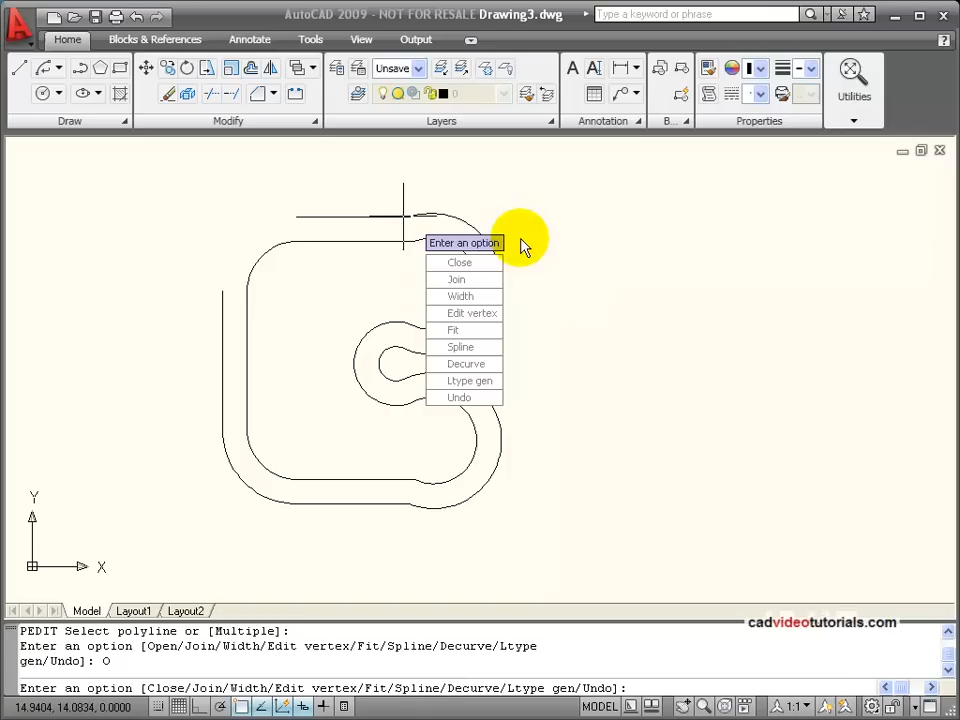 AutoCAD 2009 - NOT FOR RESALE Drawing3.dwg
Type a keyword or phrase
Home Blocks & References Annotate Tools View Output
Unsave
0
Utilities
Draw Modify Layers Annotation B... Properties
Enter an option
Close
Join
Width
Edit vertex
Fit
Spline
Decurve
Ltype gen
Undo
Y
X
Model Layout1 Layout2
PEDIT Select polyline or [Multiple]:
cadvideotutorials.com
Enter an option [Open/Join/Width/Edit vertex/Fit/Spline/Decurve/Ltype
gen/Undo]: O
Enter an option [Close/Join/Width/Edit vertex/Fit/Spline/Decurve/Ltype gen/Undo]:
14.9404, 14.0834, 0.0000 MODEL 1:1